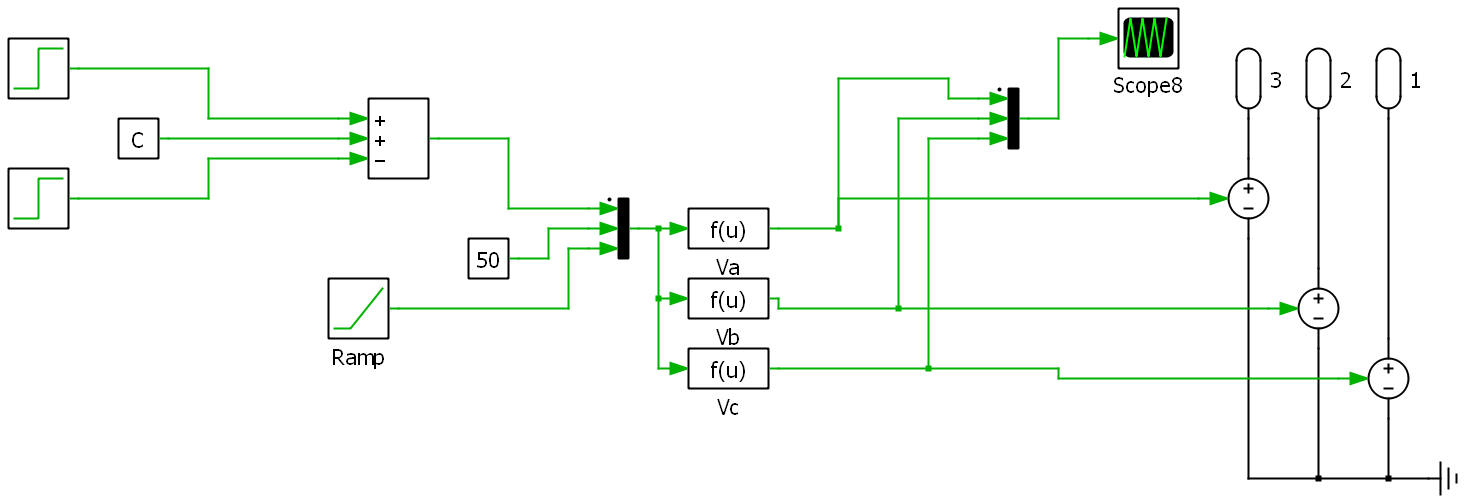 Scope8
3
2
1
+
+
−
C
+
−
f(u)
Va
50
f(u)
Vb
+
−
Ramp
f(u)
Vc
+
−